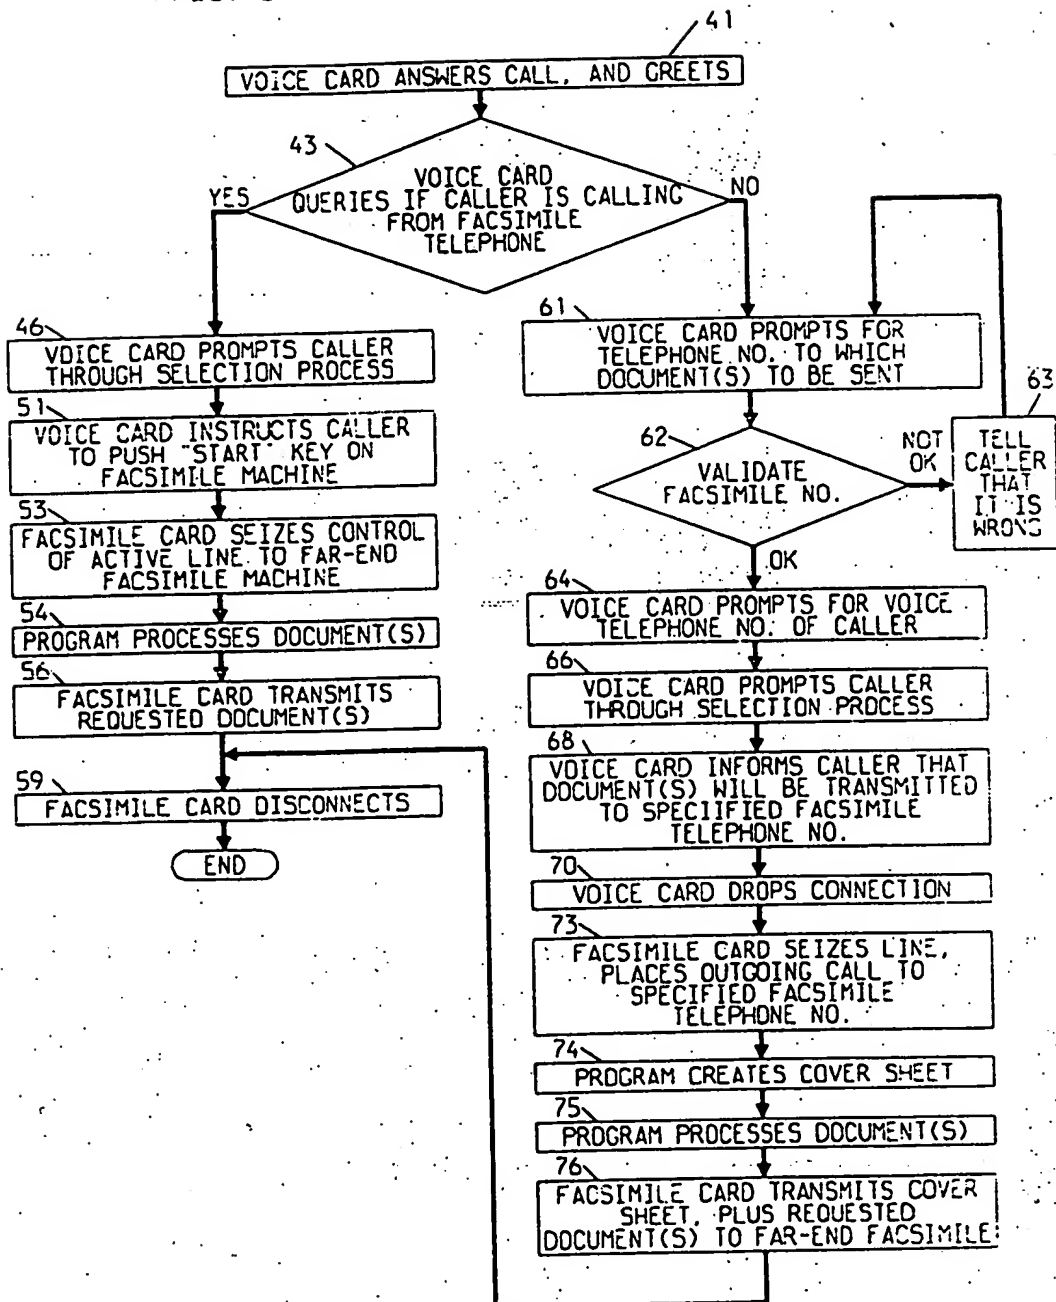 41
VOICE CARD ANSWERS CALL, AND GREETS
43
VOICE CARD
QUERIES IF CALLER IS CALLING
FROM FACSIMILE
TELEPHONE
YES
NO
46
VOICE CARD PROMPTS CALLER
THROUGH SELECTION PROCESS
51
VOICE CARD INSTRUCTS CALLER
TO PUSH "START" KEY ON
FACSIMILE MACHINE
53
FACSIMILE CARD SEIZES CONTROL
OF ACTIVE LINE TO FAR-END
FACSIMILE MACHINE
54
PROGRAM PROCESSES DOCUMENT(S)
56
FACSIMILE CARD TRANSMITS
REQUESTED DOCUMENT(S)
59
FACSIMILE CARD DISCONNECTS
END
61
VOICE CARD PROMPTS FOR
TELEPHONE NO. TO WHICH
DOCUMENT(S) TO BE SENT
62
VALIDATE
FACSIMILE NO.
NOT
OK
63
TELL
CALLER
THAT
IT IS
WRONG
OK
64
VOICE CARD PROMPTS FOR VOICE
TELEPHONE NO. OF CALLER
66
VOICE CARD PROMPTS CALLER
THROUGH SELECTION PROCESS
68
VOICE CARD INFORMS CALLER THAT
DOCUMENT(S) WILL BE TRANSMITTED
TO SPECIIFIED FACSIMILE
TELEPHONE NO.
70
VOICE CARD DROPS CONNECTION
73
FACSIMILE CARD SEIZES LINE,
PLACES OUTGOING CALL TO
SPECIFIED FACSIMILE
TELEPHONE NO.
74
PROGRAM CREATES COVER SHEET
75
PROGRAM PROCESSES DOCUMENT(S)
76
FACSIMILE CARD TRANSMITS COVER
SHEET, PLUS REQUESTED
DOCUMENT(S) TO FAR-END FACSIMILE